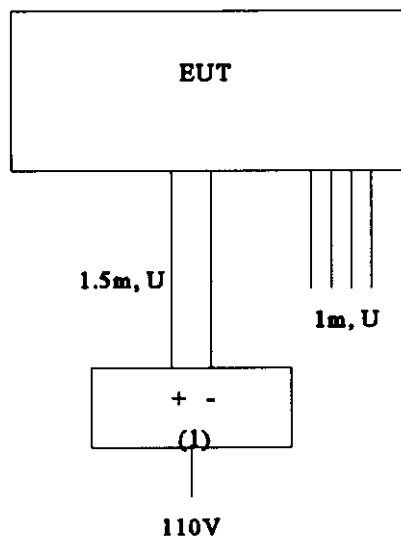 EUT
1.5m, U
1m, U
+ -
(1)
110V